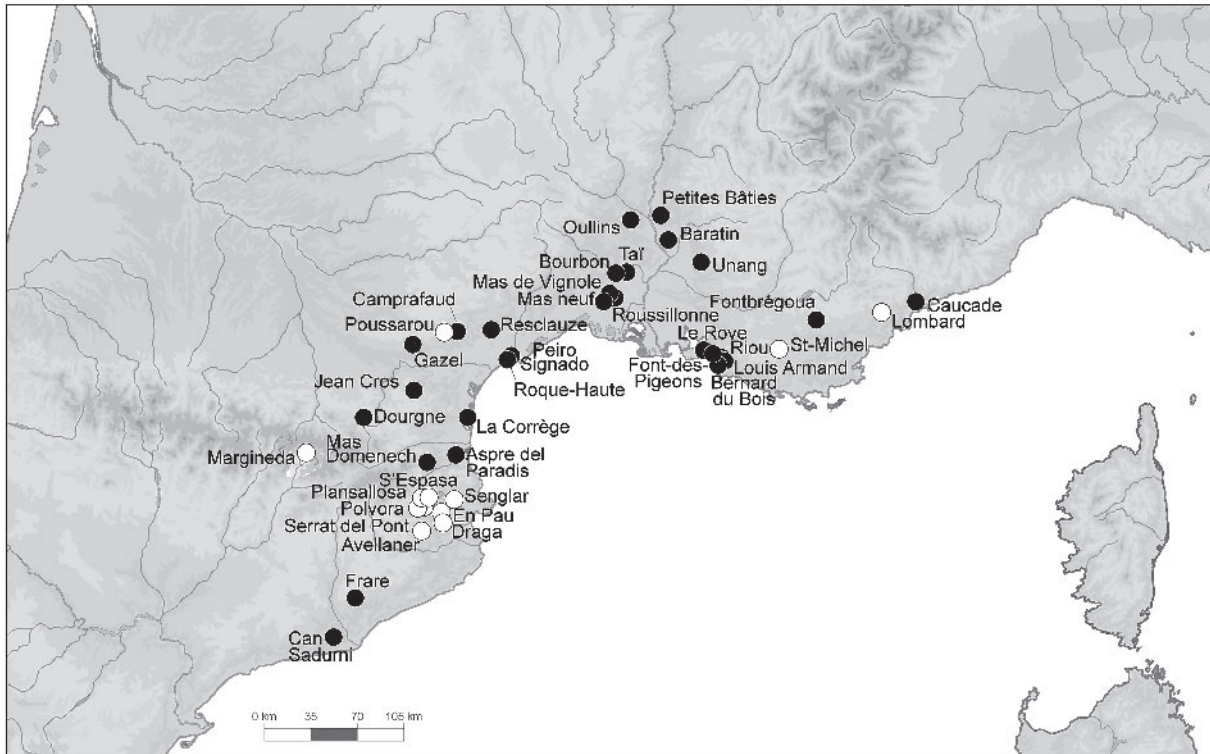 Petites Bâties
Oullins
Baratin
Taï
Bourbon
Unang
Mas de Vignole
Camprafaud
Mas neuf
Fontbrégoua
Caucade
Poussarou
Resclauze
Roussillonne
Lombard
Le Rove
Gazel
Peiro
Signado
Riou
St-Michel
Font-des-
Pigeons
Louis Armand
Jean Cros
Roque-Haute
Bernard
du Bois
Dourgne
La Corrège
Margineda
Mas
Domenech
Aspre del
Paradis
S'Espasa
Plansallosa
Senglar
Polvora
En Pau
Serrat del Pont
Draga
Avellaner
Frare
Can
Sadurni
0 km 35 70 105 km